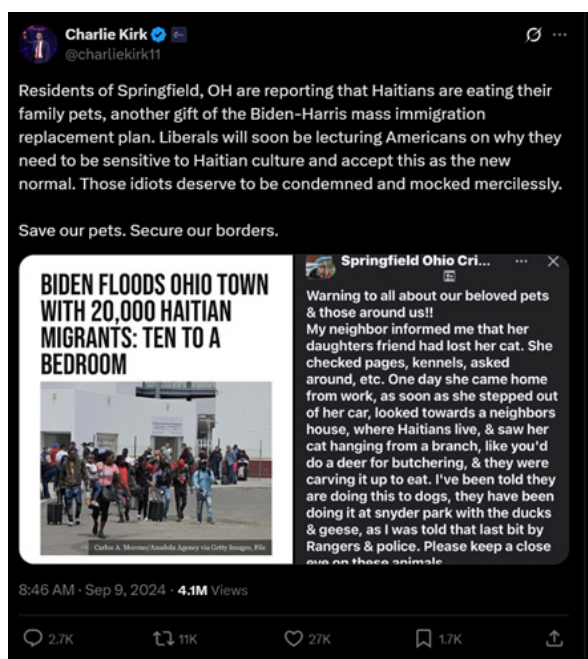 Charlie Kirk
@charliekirk11
Residents of Springfield, OH are reporting that Haitians are eating their
family pets, another gift of the Biden-Harris mass immigration
replacement plan. Liberals will soon be lecturing Americans on why they
need to be sensitive to Haitian culture and accept this as the new
normal. Those idiots deserve to be condemned and mocked mercilessly.
Save our pets. Secure our borders.
BIDEN FLOODS OHIO TOWN
WITH 20,000 HAITIAN
MIGRANTS: TEN TO A
BEDROOM
Carlos A. Moreno/Anadolu Agency via Getty Images, File
Springfield Ohio Cri...
Warning to all about our beloved pets
& those around us!!
My neighbor informed me that her
daughters friend had lost her cat. She
checked pages, kennels, asked
around, etc. One day she came home
from work, as soon as she stepped out
of her car, looked towards a neighbors
house, where Haitians live, & saw her
cat hanging from a branch, like you'd
do a deer for butchering, & they were
carving it up to eat. I've been told they
are doing this to dogs, they have been
doing it at snyder park with the ducks
& geese, as I was told that last bit by
Rangers & police. Please keep a close
eye on these animals
8:46 AM · Sep 9, 2024 · 4.1M Views
2.7K 11K 27K 1.7K